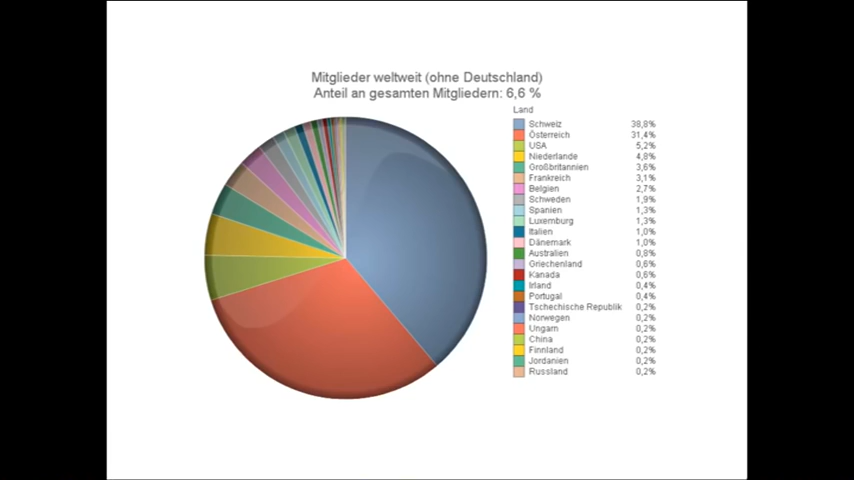 Mitglieder weltweit (ohne Deutschland)
Anteil an gesamten Mitgliedern: 6,6 %
Land
Schweiz 38,8%
Österreich 31,4%
USA 5,2%
Niederlande 4,8%
Großbritannien 3,6%
Frankreich 3,1%
Belgien 2,7%
Schweden 1,9%
Spanien 1,3%
Luxemburg 1,3%
Italien 1,0%
Dänemark 1,0%
Australien 0,8%
Griechenland 0,6%
Kanada 0,6%
Irland 0,4%
Portugal 0,4%
Tschechische Republik 0,2%
Norwegen 0,2%
Ungarn 0,2%
China 0,2%
Finnland 0,2%
Jordanien 0,2%
Russland 0,2%